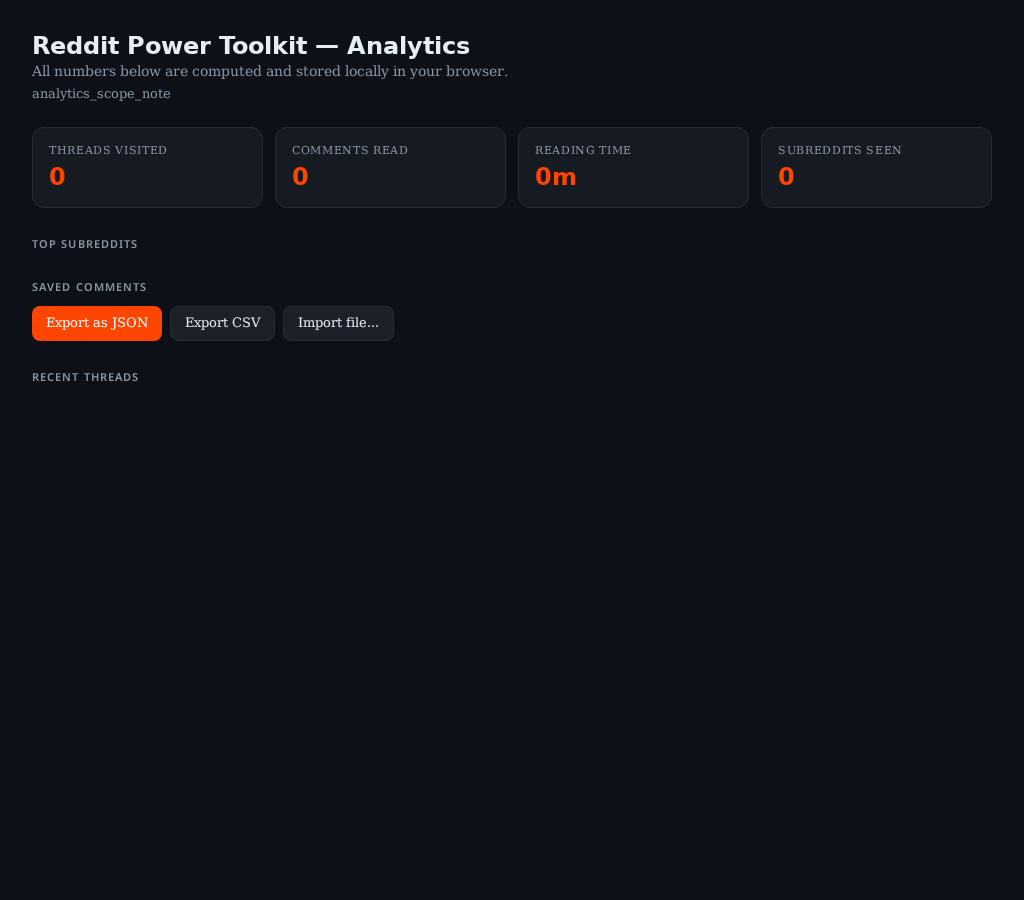 Reddit Power Toolkit — Analytics
All numbers below are computed and stored locally in your browser.
analytics_scope_note
THREADS VISITED
0
COMMENTS READ
0
READING TIME
0m
SUBREDDITS SEEN
0
TOP SUBREDDITS
SAVED COMMENTS
Export as JSON
Export CSV
Import file...
RECENT THREADS